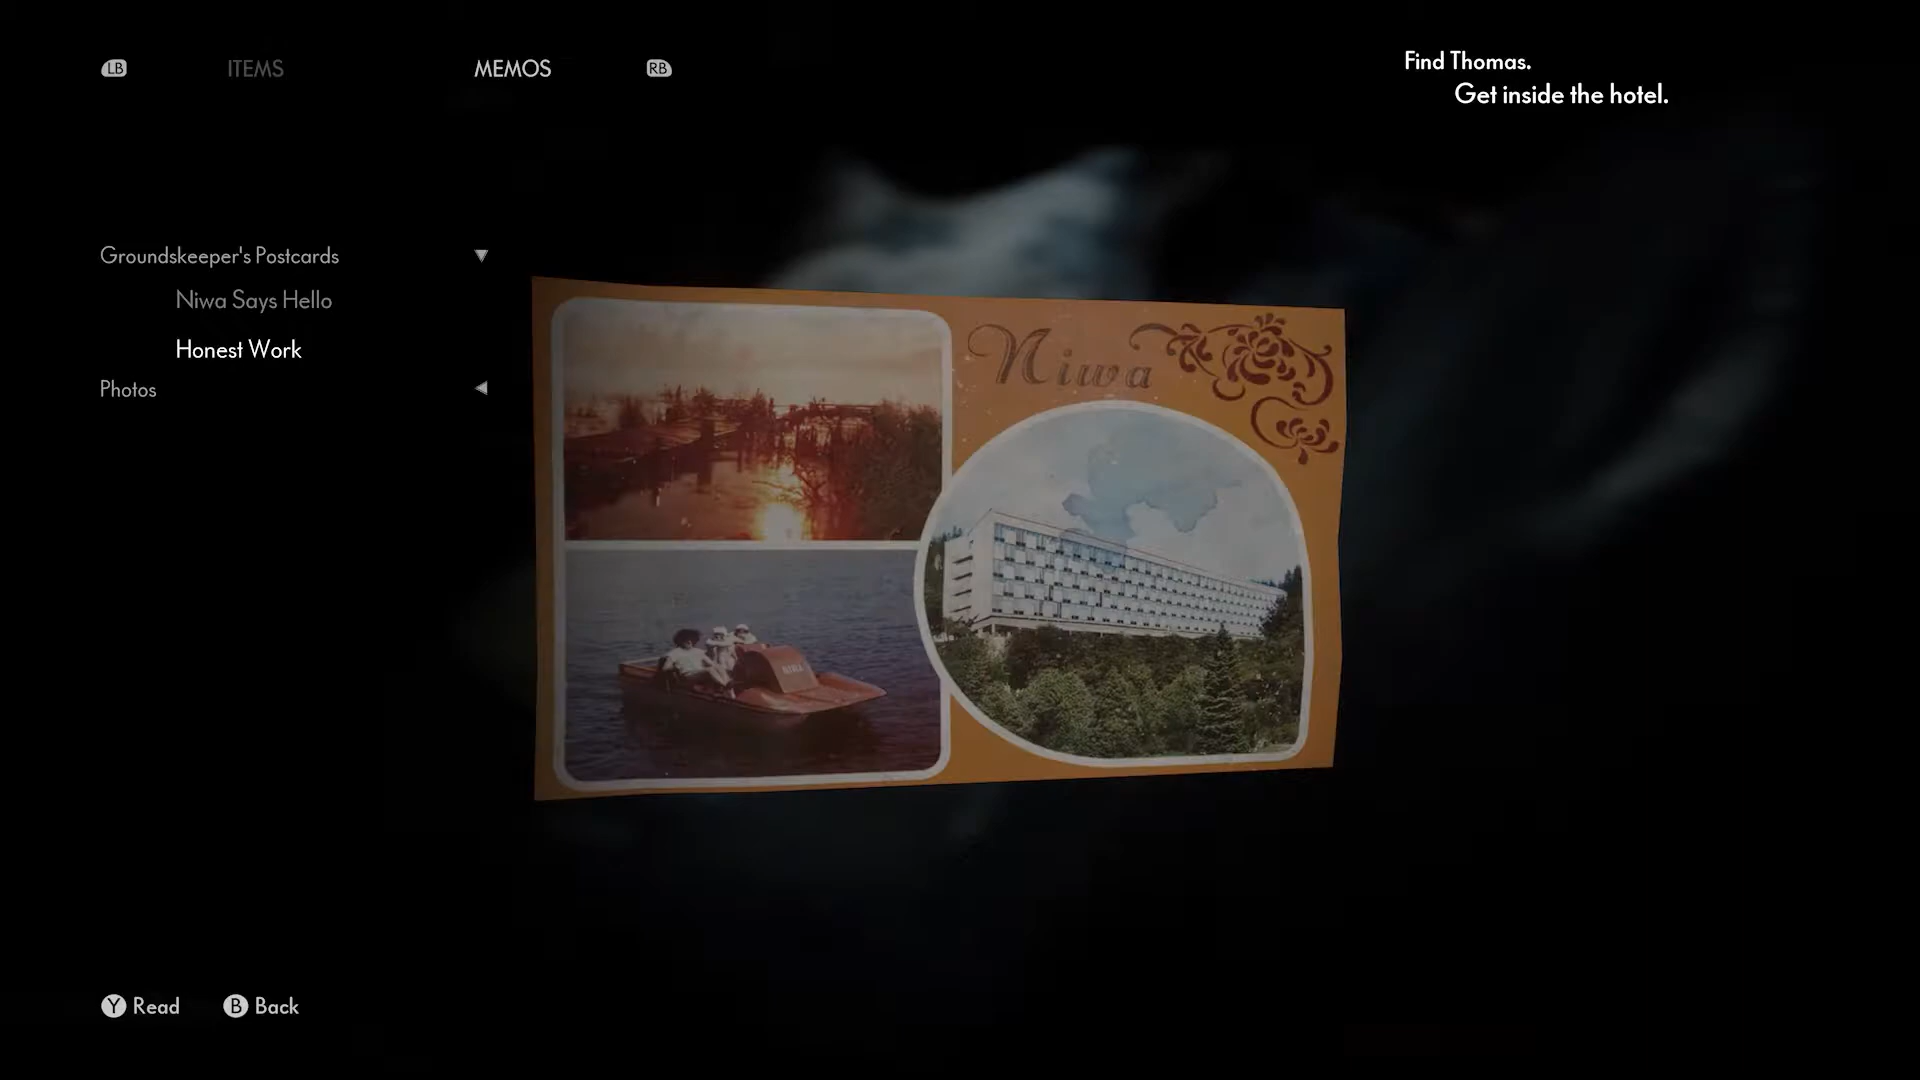 LB
ITEMS
MEMOS
RB
Find Thomas.
Get inside the hotel.
Groundskeeper's Postcards
Niwa Says Hello
Honest Work
Photos
Niwa
NIWA
Y Read
B Back